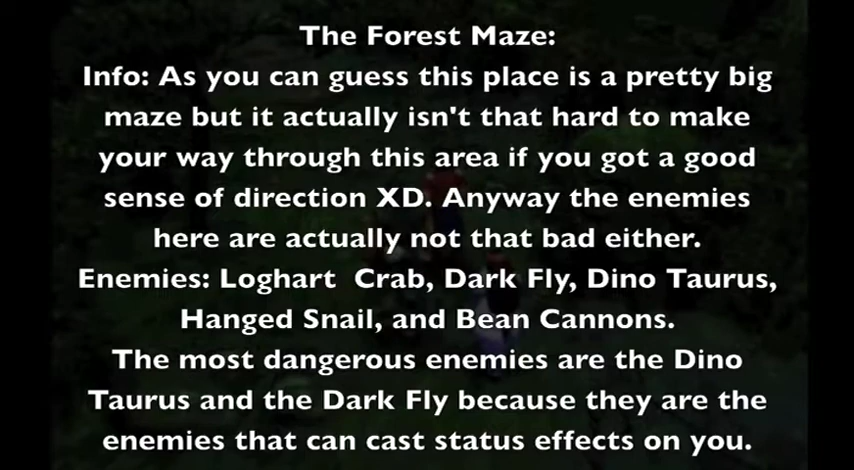 The Forest Maze:
Info: As you can guess this place is a pretty big
maze but it actually isn't that hard to make
your way through this area if you got a good
sense of direction XD. Anyway the enemies
here are actually not that bad either.
Enemies: Loghart  Crab, Dark Fly, Dino Taurus,
Hanged Snail, and Bean Cannons.
The most dangerous enemies are the Dino
Taurus and the Dark Fly because they are the
enemies that can cast status effects on you.